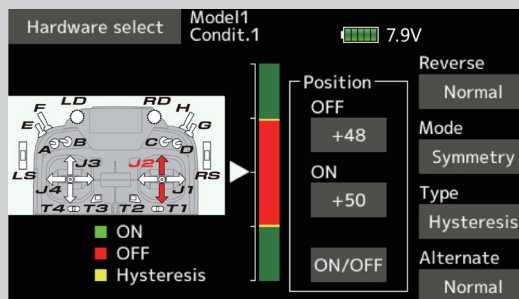 Hardware select
Model1
Condit.1
7.9V
LD
RD
F
H
E
G
A
B
C
D
J3
J2
LS
J4
J1
RS
T4
T3
T2
T1
ON
OFF
Hysteresis
Position
OFF
+48
ON
+50
ON/OFF
Reverse
Normal
Mode
Symmetry
Type
Hysteresis
Alternate
Normal